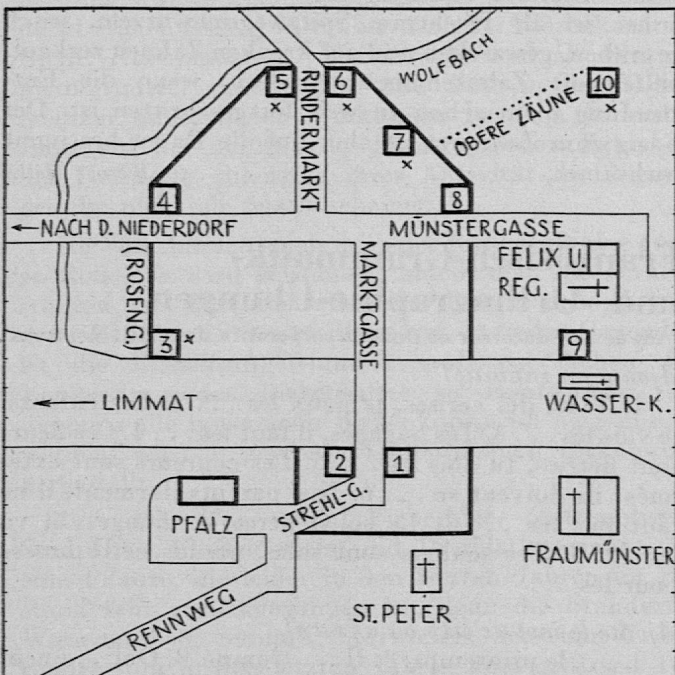 WOLFBACH
5
6
10
x
x
x
RINDERMARKT
OBERE ZÄUNE
7
x
4
8
←NACH D. NIEDERDORF
MÜNSTERGASSE
(ROSENG.)
MARKTGASSE
FELIX U.
REG.
3
x
9
← LIMMAT
WASSER-K.
2
1
PFALZ
STREHL-G.
FRAUMÜNSTER
RENNWEG
ST. PETER